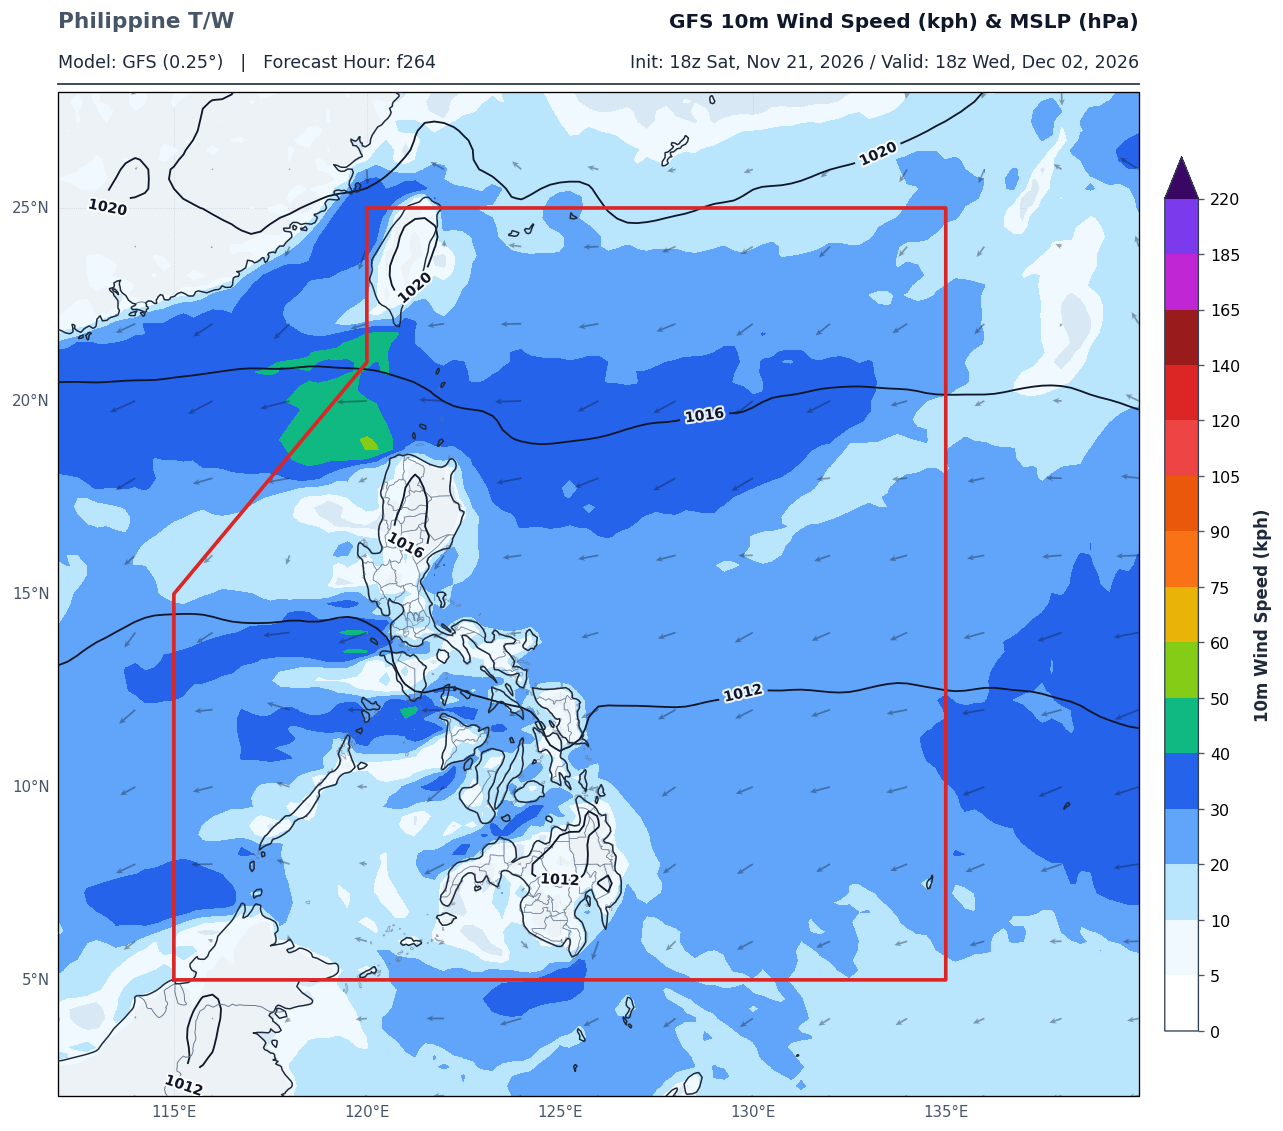 Philippine T/W
GFS 10m Wind Speed (kph) & MSLP (hPa)
Model: GFS (0.25°) | Forecast Hour: f264
Init: 18z Sat, Nov 21, 2026 / Valid: 18z Wed, Dec 02, 2026
1020
1020
1020
1016
1016
1012
1012
1012
25°N
20°N
15°N
10°N
5°N
115°E
120°E
125°E
130°E
135°E
220
185
165
140
120
105
90
75
60
50
40
30
20
10
5
0
10m Wind Speed (kph)